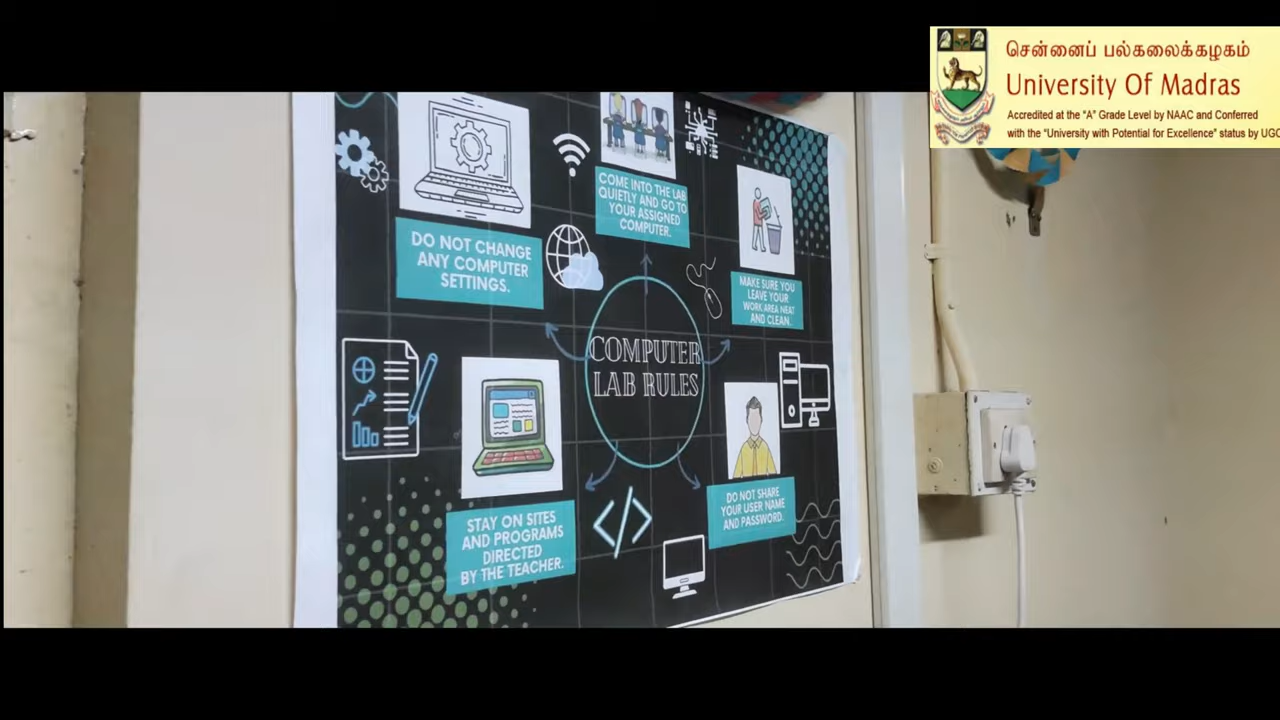 சென்னைப் பல்கலைக்கழகம்
University Of Madras
Accredited at the "A" Grade Level by NAAC and Conferred
with the "University with Potential for Excellence" status by UGC
COME INTO THE LAB
QUIETLY AND GO TO
YOUR ASSIGNED
COMPUTER.
DO NOT CHANGE
ANY COMPUTER
SETTINGS.
MAKE SURE YOU
LEAVE YOUR
WORK AREA NEAT
AND CLEAN.
COMPUTER
LAB RULES
STAY ON SITES
AND PROGRAMS
DIRECTED
BY THE TEACHER.
DO NOT SHARE
YOUR USER NAME
AND PASSWORD.